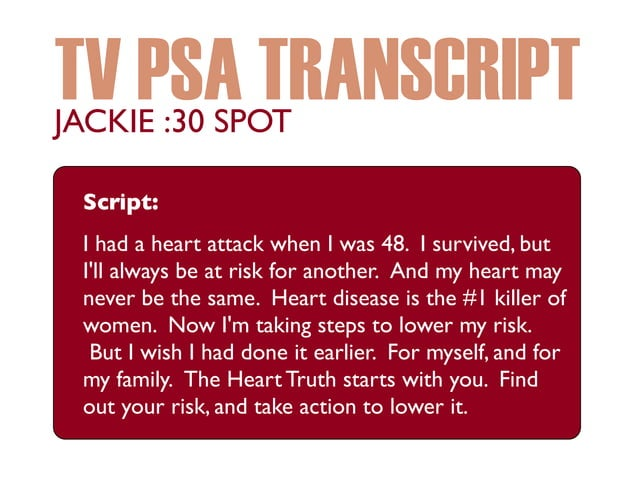 TV PSA TRANSCRIPT
JACKIE :30 SPOT
Script:
I had a heart attack when I was 48.  I survived, but
I'll always be at risk for another.  And my heart may
never be the same.  Heart disease is the #1 killer of
women.  Now I'm taking steps to lower my risk.
But I wish I had done it earlier.  For myself, and for
my family.  The Heart Truth starts with you.  Find
out your risk, and take action to lower it.